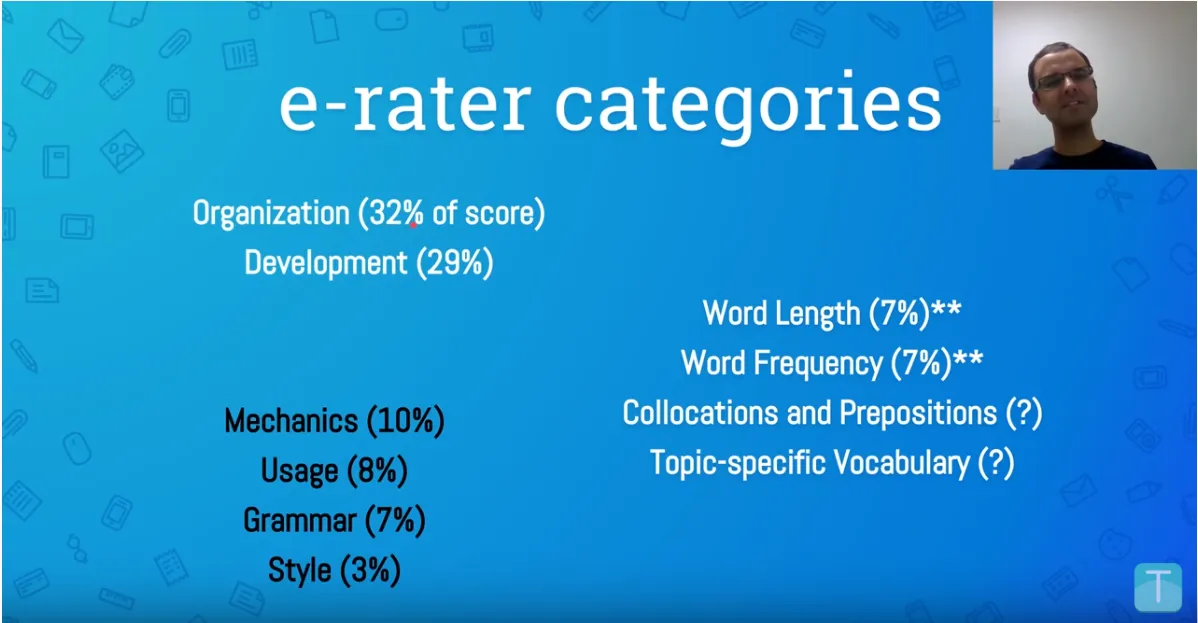 e-rater categories
Organization (32% of score)
Development (29%)
Word Length (7%)**
Word Frequency (7%)**
Collocations and Prepositions (?)
Topic-specific Vocabulary (?)
Mechanics (10%)
Usage (8%)
Grammar (7%)
Style (3%)
T